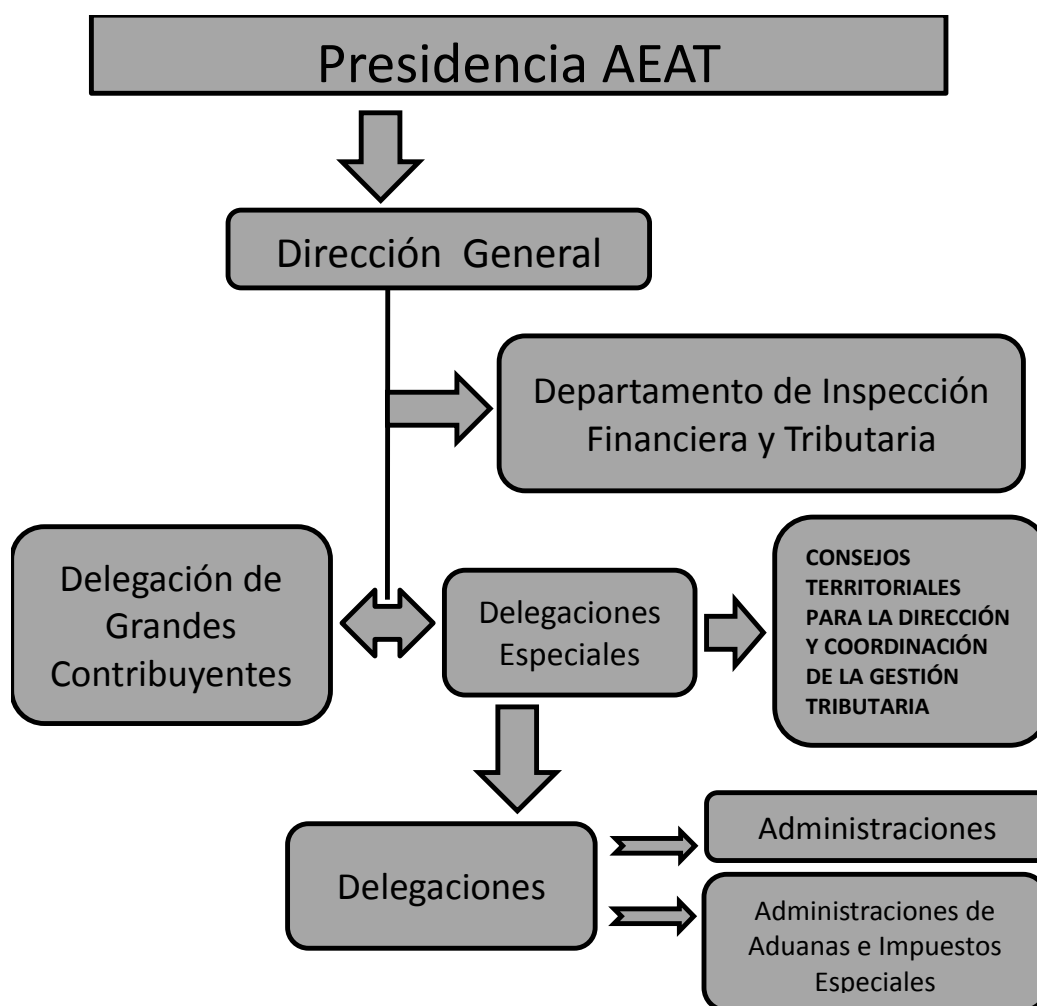 Presidencia AEAT
Dirección General
Departamento de Inspección
Financiera y Tributaria
Delegación de
Grandes
Contribuyentes
Delegaciones
Especiales
CONSEJOS
TERRITORIALES
PARA LA DIRECCIÓN
Y COORDINACIÓN
DE LA GESTIÓN
TRIBUTARIA
Delegaciones
Administraciones
Administraciones de
Aduanas e Impuestos
Especiales